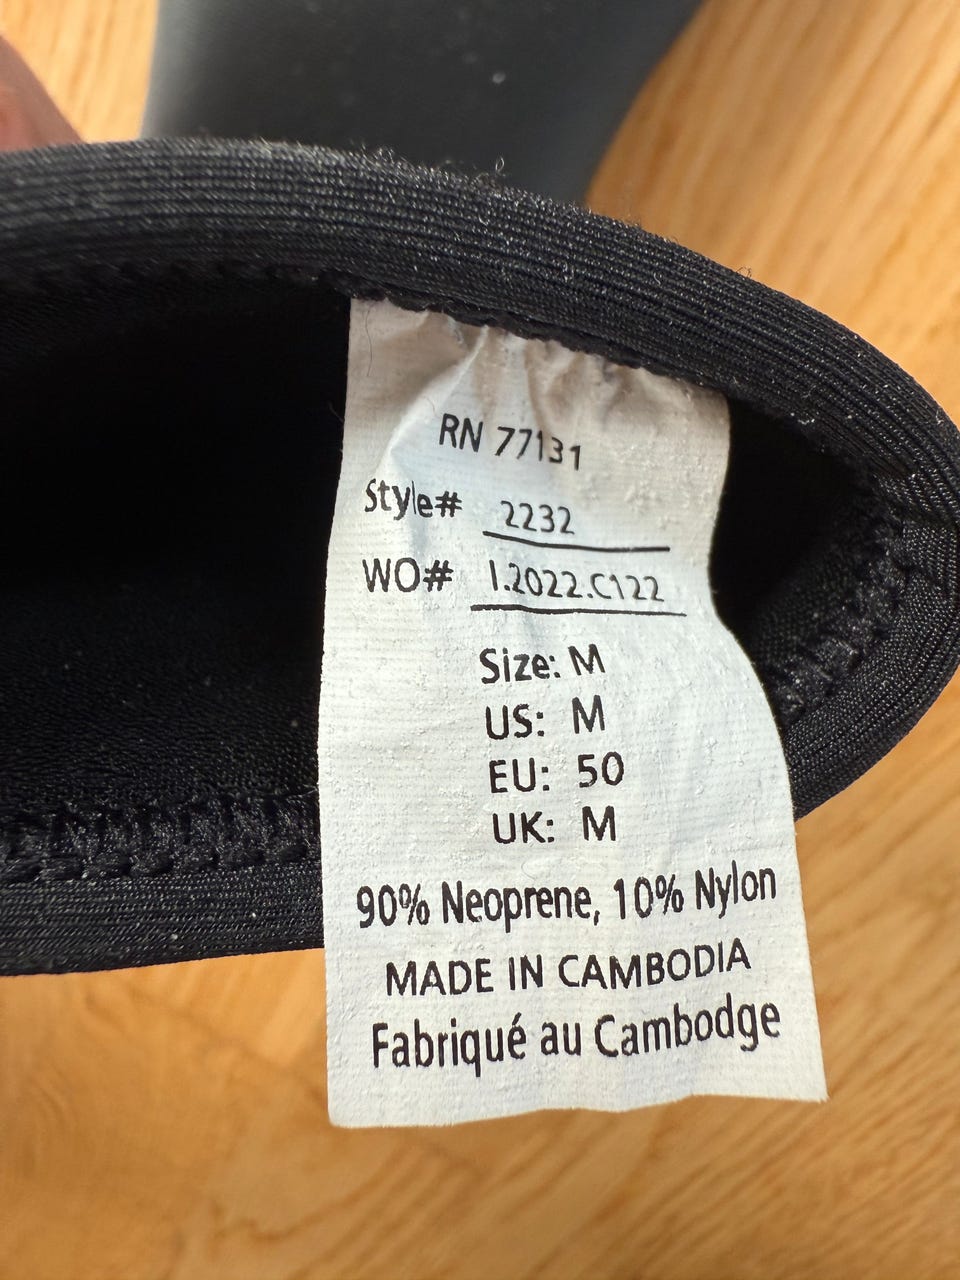 RN 77131
Style# 2232
WO# I.2022.C122
Size: M
US: M
EU: 50
UK: M
90% Neoprene, 10% Nylon
MADE IN CAMBODIA
Fabriqué au Cambodge